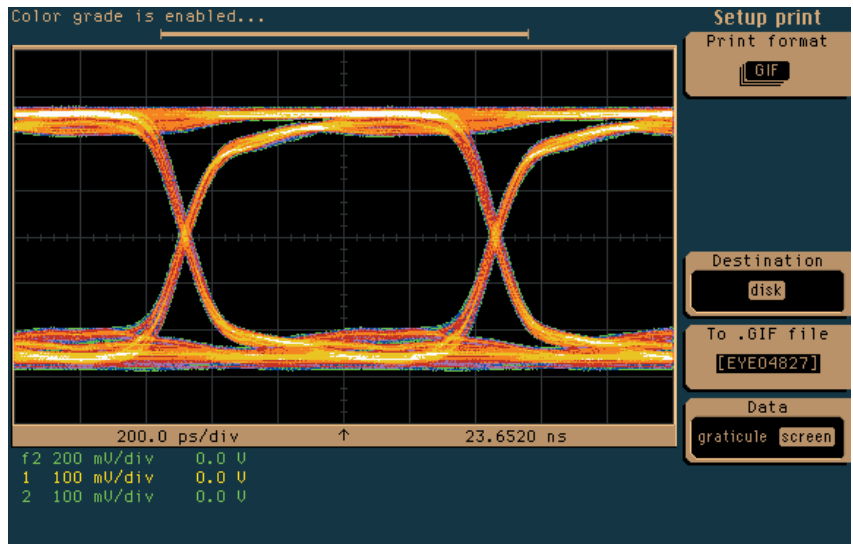 Color grade is enabled...
Setup print
Print format
GIF
Destination
disk
To .GIF file
[EYE04827]
Data
graticule screen
200.0 ps/div ↑ 23.6520 ns
f2 200 mV/div 0.0 V
1 100 mV/div 0.0 V
2 100 mV/div 0.0 V